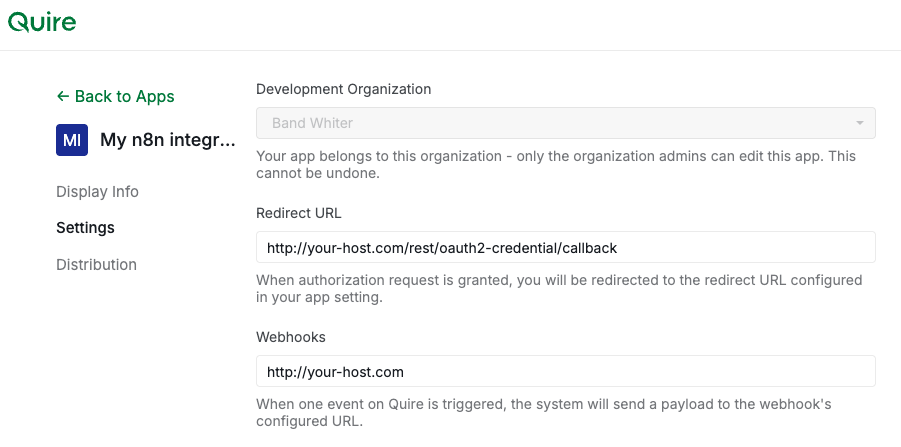 Quire
← Back to Apps
MI
My n8n integr...
Display Info
Settings
Distribution
Development Organization
Band Whiter
Your app belongs to this organization - only the organization admins can edit this app. This
cannot be undone.
Redirect URL
http://your-host.com/rest/oauth2-credential/callback
When authorization request is granted, you will be redirected to the redirect URL configured
in your app setting.
Webhooks
http://your-host.com
When one event on Quire is triggered, the system will send a payload to the webhook's
configured URL.